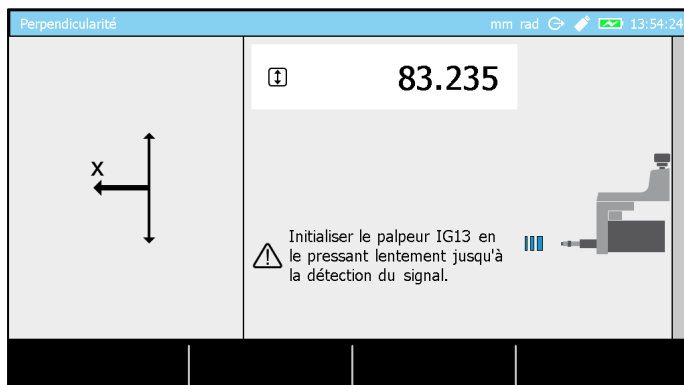 Perpendicularité mm rad 13:54:24
83.235
X
Initialiser le palpeur IG13 en
le pressant lentement jusqu'à
la détection du signal.